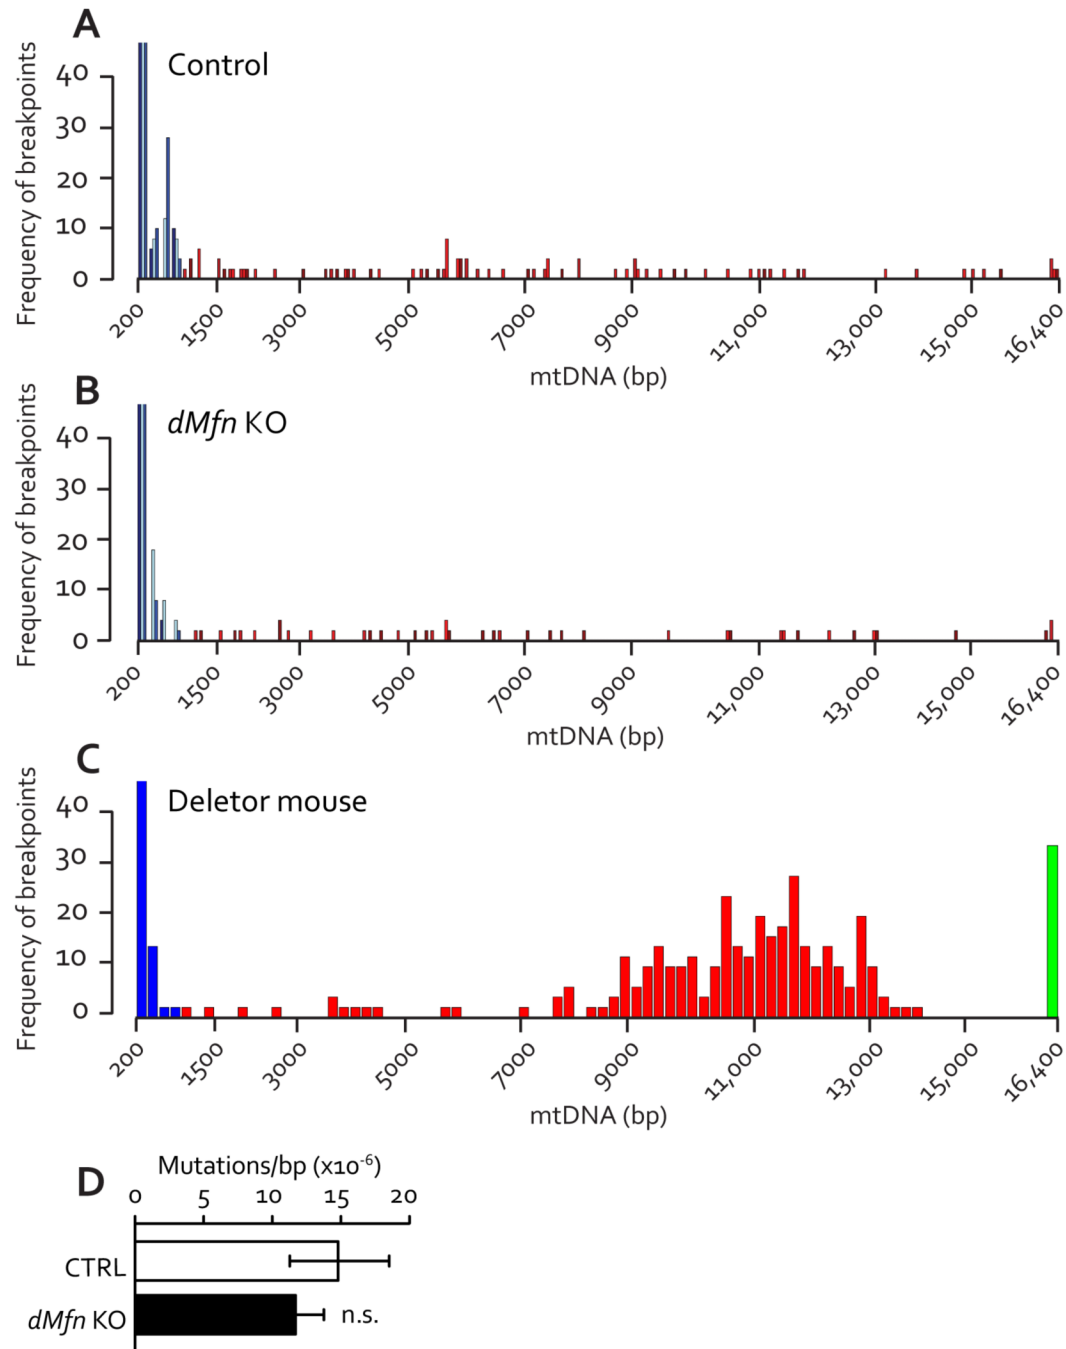 A
Control
Frequency of breakpoints
40
30
20
10
0
200 1500 3000 5000 7000 9000 11,000 13,000 15,000 16,400
mtDNA (bp)
B
dMfn KO
Frequency of breakpoints
40
30
20
10
0
200 1500 3000 5000 7000 9000 11,000 13,000 15,000 16,400
mtDNA (bp)
C
Deletor mouse
Frequency of breakpoints
40
30
20
10
0
200 1500 3000 5000 7000 9000 11,000 13,000 15,000 16,400
mtDNA (bp)
D
Mutations/bp (x10⁻⁶)
0 5 10 15 20
CTRL
dMfn KO n.s.